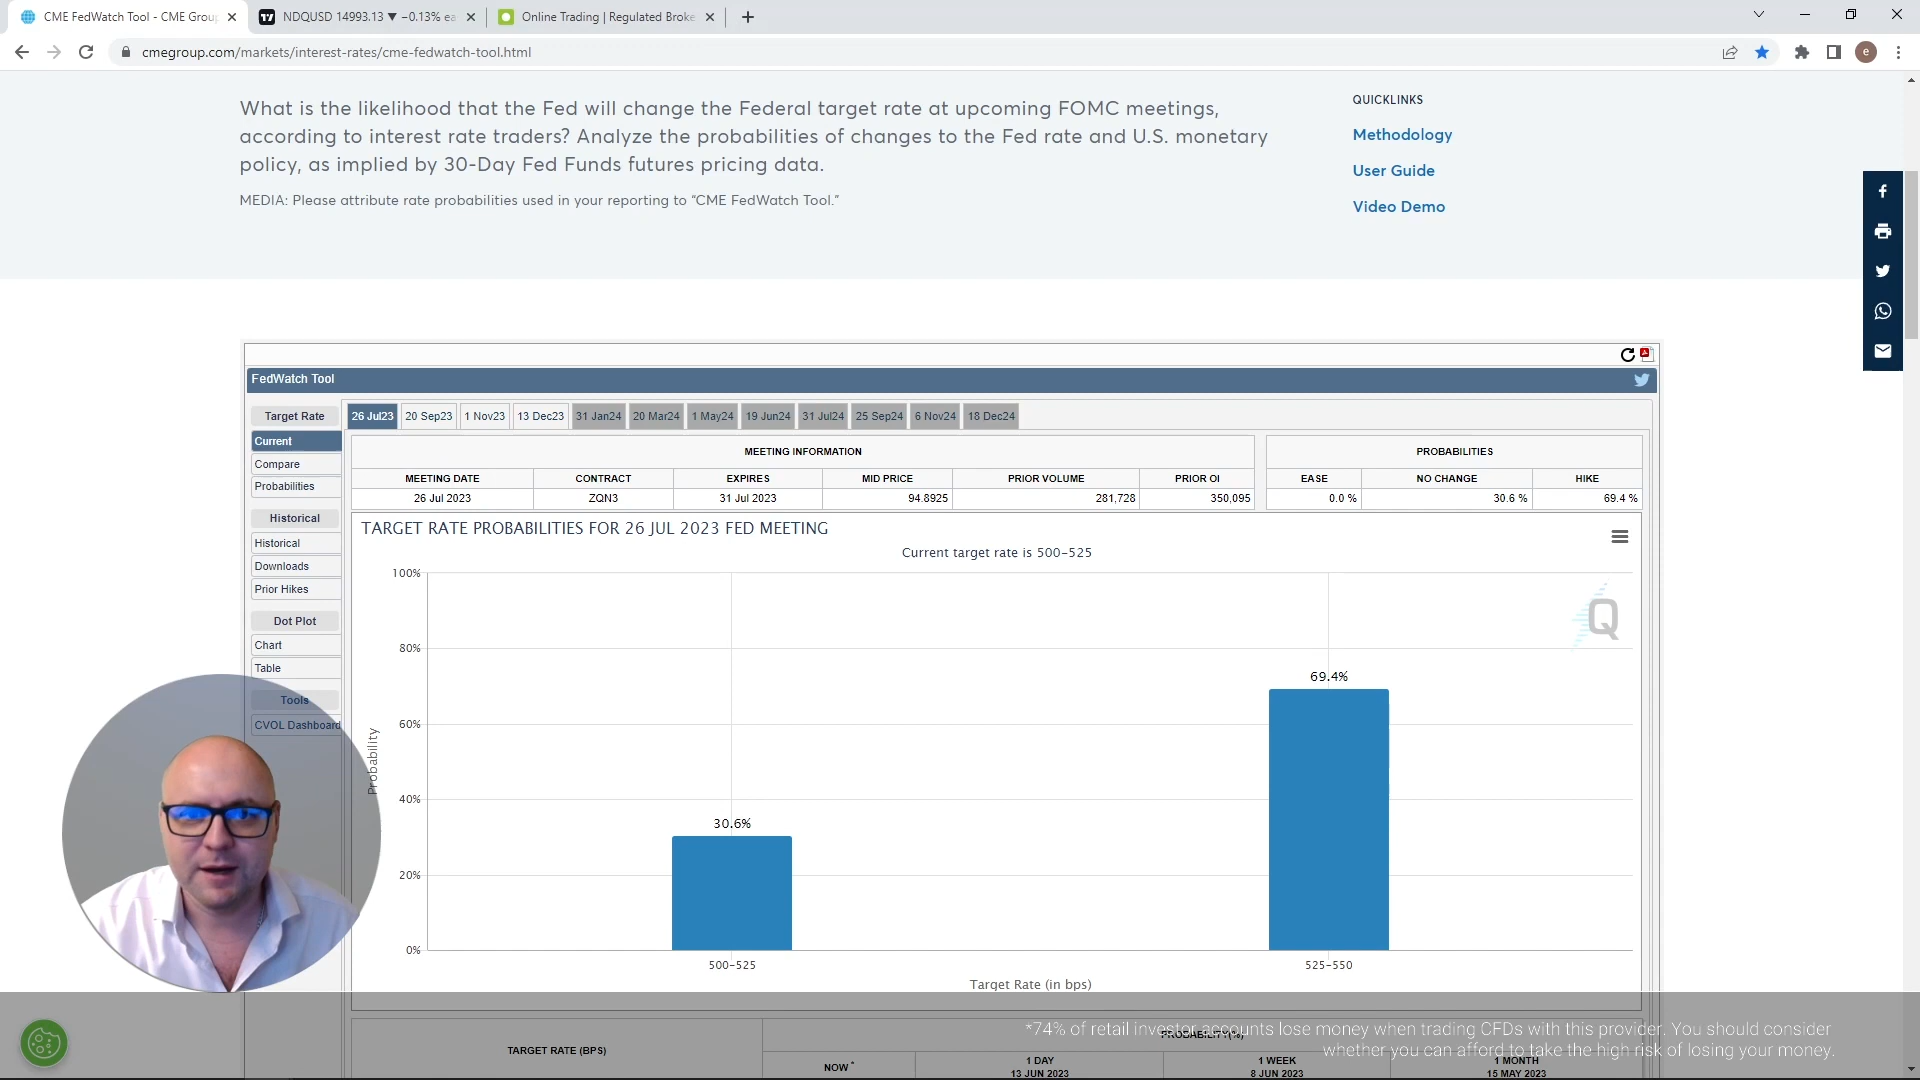 CME FedWatch Tool - CME Group
NDQUSD 14993.13 ▼ −0.13% ea
Online Trading | Regulated Broke
cmegroup.com/markets/interest-rates/cme-fedwatch-tool.html
e
What is the likelihood that the Fed will change the Federal target rate at upcoming FOMC meetings,
according to interest rate traders? Analyze the probabilities of changes to the Fed rate and U.S. monetary
policy, as implied by 30-Day Fed Funds futures pricing data.
MEDIA: Please attribute rate probabilities used in your reporting to “CME FedWatch Tool.”
QUICKLINKS
Methodology
User Guide
Video Demo
FedWatch Tool
Target Rate
Current
Compare
Probabilities
Historical
Historical
Downloads
Prior Hikes
Dot Plot
Chart
Table
Tools
CVOL Dashboard
26 Jul23 20 Sep23 1 Nov23 13 Dec23 31 Jan24 20 Mar24 1 May24 19 Jun24 31 Jul24 25 Sep24 6 Nov24 18 Dec24
MEETING INFORMATION
MEETING DATE CONTRACT EXPIRES MID PRICE PRIOR VOLUME PRIOR OI
26 Jul 2023 ZQN3 31 Jul 2023 94.8925 281,728 350,095
PROBABILITIES
EASE NO CHANGE HIKE
0.0 % 30.6 % 69.4 %
TARGET RATE PROBABILITIES FOR 26 JUL 2023 FED MEETING
Current target rate is 500–525
100%
80%
60%
40%
20%
0%
Probability
30.6%
69.4%
Q
500–525
525–550
Target Rate (in bps)
TARGET RATE (BPS)
PROBABILITY(%)
NOW *
1 DAY
13 JUN 2023
1 WEEK
8 JUN 2023
1 MONTH
15 MAY 2023
*74% of retail investor accounts lose money when trading CFDs with this provider. You should consider
whether you can afford to take the high risk of losing your money.